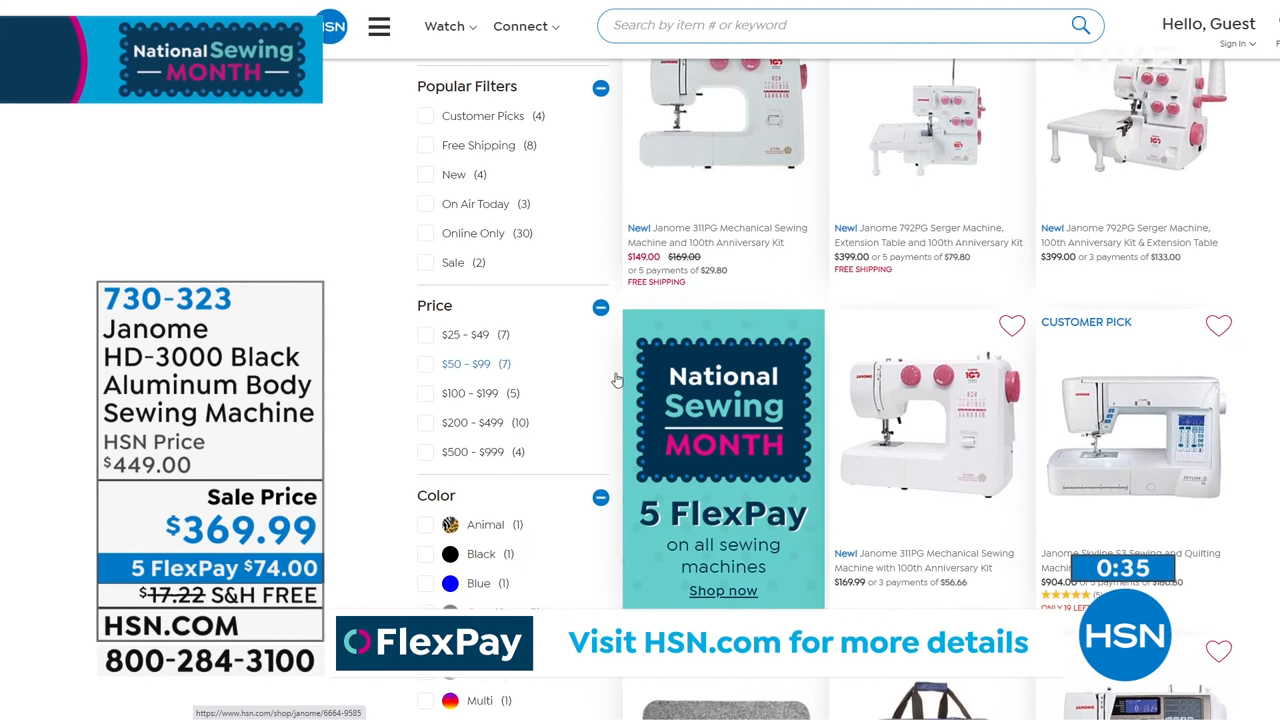 National Sewing
MONTH
HSN
Watch
Connect
Search by item # or keyword
Hello, Guest
Sign In
LIVE
Popular Filters
Customer Picks (4)
Free Shipping (8)
New (4)
On Air Today (3)
Online Only (30)
Sale (2)
Price
$25 - $49 (7)
$50 - $99 (7)
$100 - $199 (5)
$200 - $499 (10)
$500 - $999 (4)
Color
Animal (1)
Black (1)
Blue (1)
Multi (1)
New! Janome 311PG Mechanical Sewing
Machine and 100th Anniversary Kit
$149.00 $169.00
or 5 payments of $29.80
FREE SHIPPING
New! Janome 792PG Serger Machine,
Extension Table and 100th Anniversary Kit
$399.00 or 5 payments of $79.80
FREE SHIPPING
New! Janome 792PG Serger Machine,
100th Anniversary Kit & Extension Table
$399.00 or 3 payments of $133.00
National
Sewing
MONTH
5 FlexPay
on all sewing
machines
Shop now
New! Janome 311PG Mechanical Sewing
Machine with 100th Anniversary Kit
$169.99 or 3 payments of $56.66
CUSTOMER PICK
Janome Skyline S3 Sewing and Quilting
$904.00
ONLY 19 LEFT
0:35
730-323
Janome
HD-3000 Black
Aluminum Body
Sewing Machine
HSN Price
$449.00
Sale Price
$369.99
5 FlexPay $74.00
$17.22 S&H FREE
HSN.COM
800-284-3100
FlexPay
Visit HSN.com for more details
HSN
https://www.hsn.com/shop/janome/6664-9585